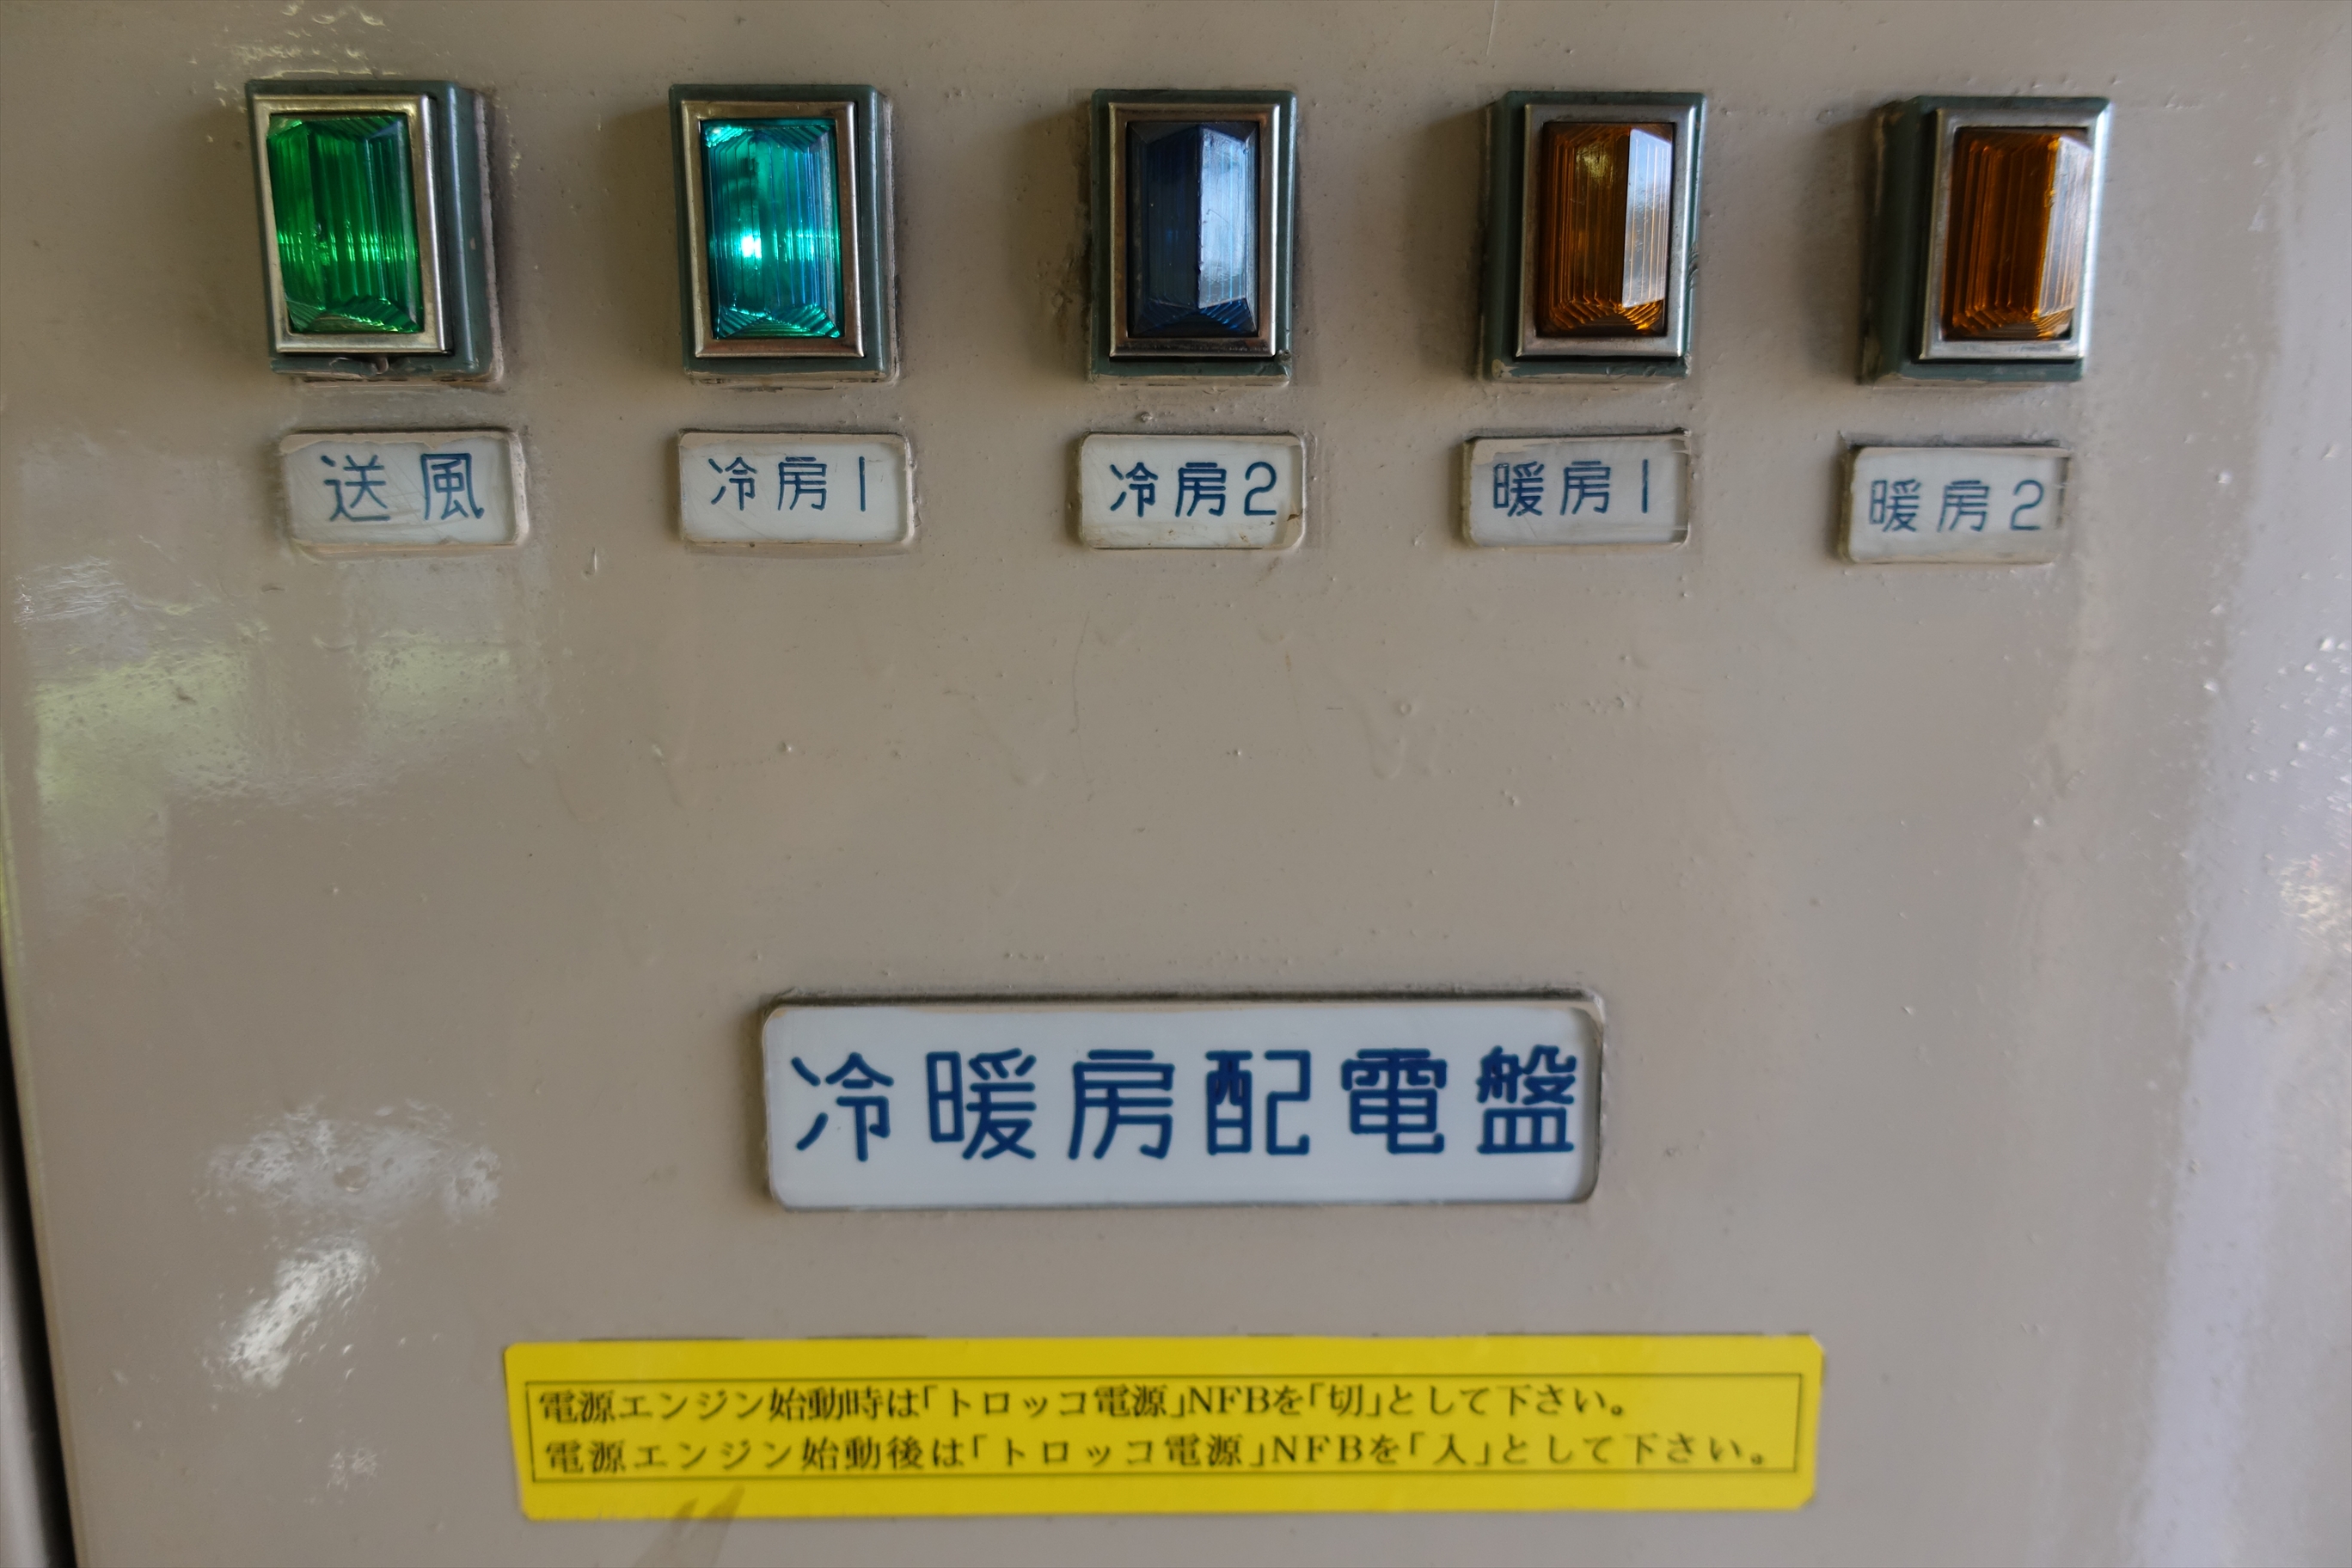 送風
冷房1
冷房2
暖房1
暖房2
冷暖房配電盤
電源エンジン始動時は「トロッコ電源」NFBを「切」として下さい。
電源エンジン始動後は「トロッコ電源」NFBを「入」として下さい。